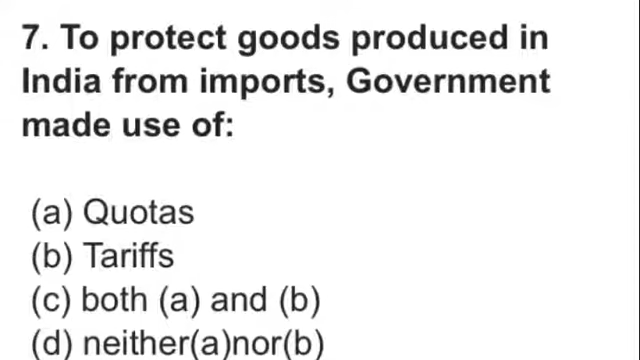 7. To protect goods produced in
India from imports, Government
made use of:
(a) Quotas
(b) Tariffs
(c) both (a) and (b)
(d) neither(a)nor(b)